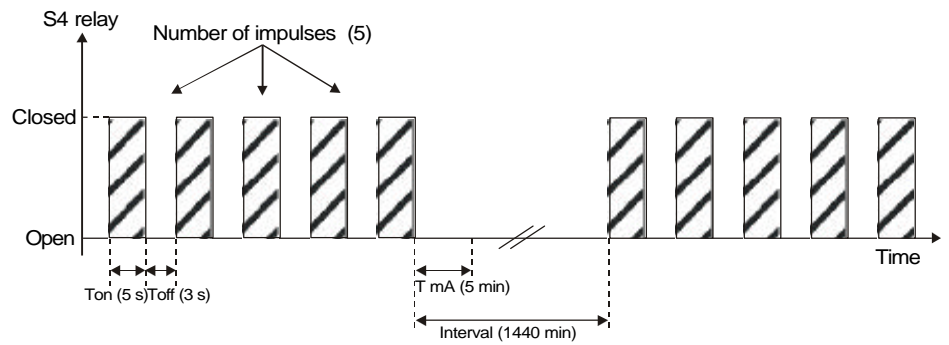 S4 relay
Number of impulses (5)
Closed
Open
Time
Ton (5 s)
Toff (3 s)
T mA (5 min)
Interval (1440 min)